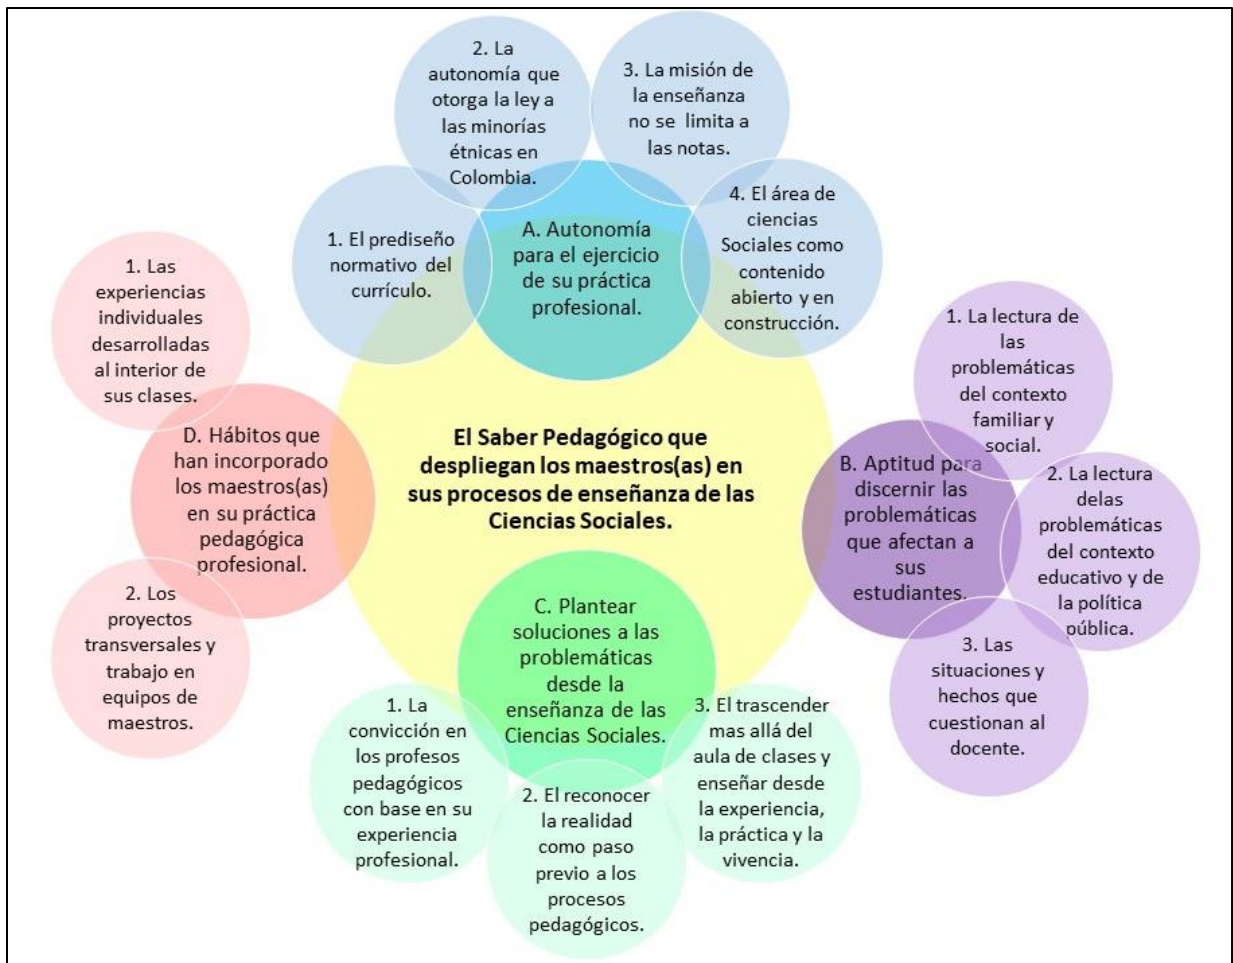 2. La
autonomía que
otorga la ley a
las minorías
étnicas en
Colombia.
3. La misión de
la enseñanza
no se limita a
las notas.
1. El prediseño
normativo del
currículo.
A. Autonomía
para el ejercicio
de su práctica
profesional.
4. El área de
ciencias
Sociales como
contenido
abierto y en
construcción.
1. Las
experiencias
individuales
desarrolladas
al interior de
sus clases.
D. Hábitos que
han incorporado
los maestros(as)
en su práctica
pedagógica
profesional.
2. Los
proyectos
transversales y
trabajo en
equipos de
maestros.
El Saber Pedagógico que
despliegan los maestros(as) en
sus procesos de enseñanza de las
Ciencias Sociales.
1. La lectura de
las
problemáticas
del contexto
familiar y
social.
B. Aptitud para
discernir las
problemáticas
que afectan a
sus
estudiantes.
2. La lectura
delas
problemáticas
del contexto
educativo y de
la política
pública.
3. Las
situaciones y
hechos que
cuestionan al
docente.
C. Plantear
soluciones a las
problemáticas
desde la
enseñanza de las
Ciencias Sociales.
1. La
convicción en
los profesos
pedagógicos
con base en su
experiencia
profesional.
2. El reconocer
la realidad
como paso
previo a los
procesos
pedagógicos.
3. El trascender
mas allá del
aula de clases y
enseñar desde
la experiencia,
la práctica y la
vivencia.